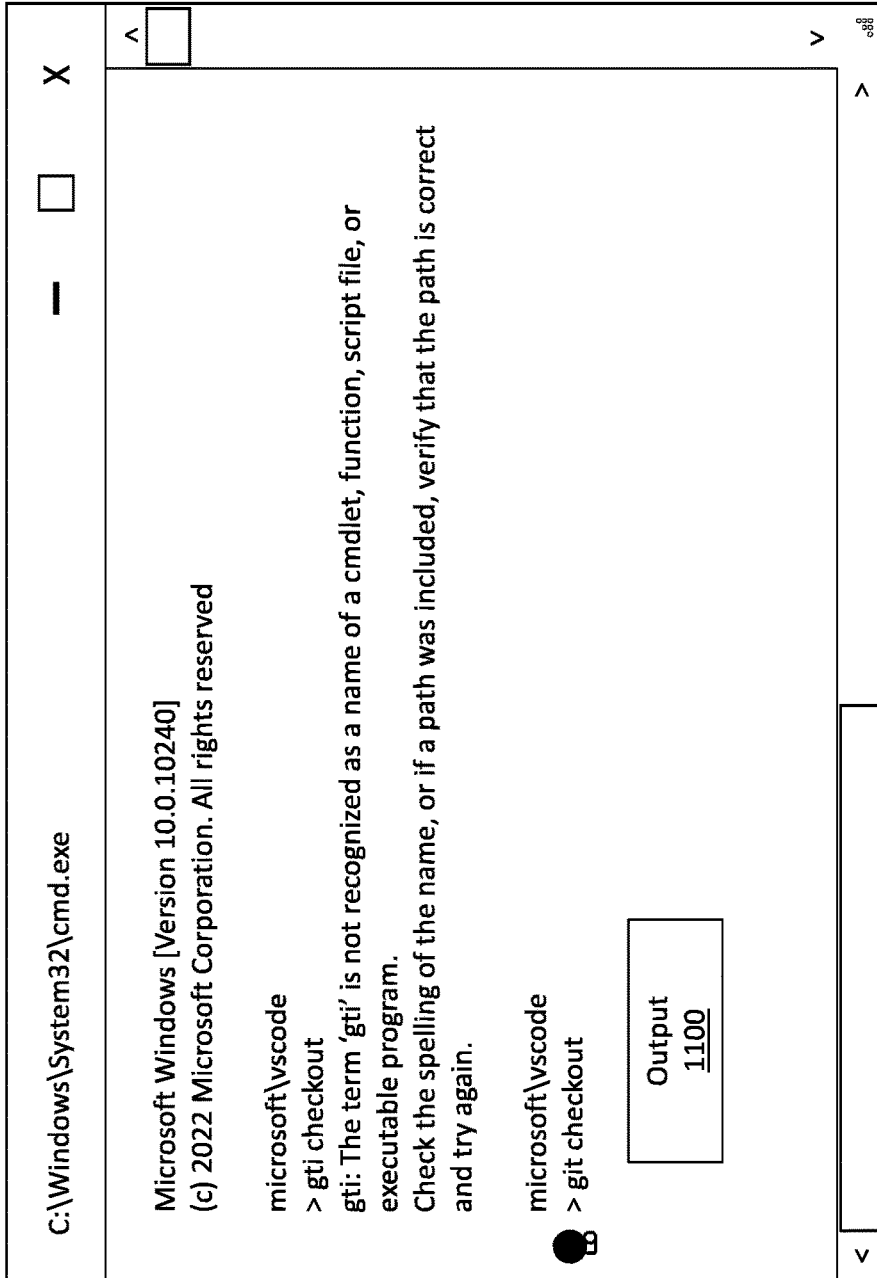 C:\Windows\System32\cmd.exe
X
Microsoft Windows [Version 10.0.10240]
(c) 2022 Microsoft Corporation. All rights reserved
microsoft\vscode
> gti checkout
gti: The term ‘gti’ is not recognized as a name of a cmdlet, function, script file, or
executable program.
Check the spelling of the name, or if a path was included, verify that the path is correct
and try again.
microsoft\vscode
> git checkout
Output
1100